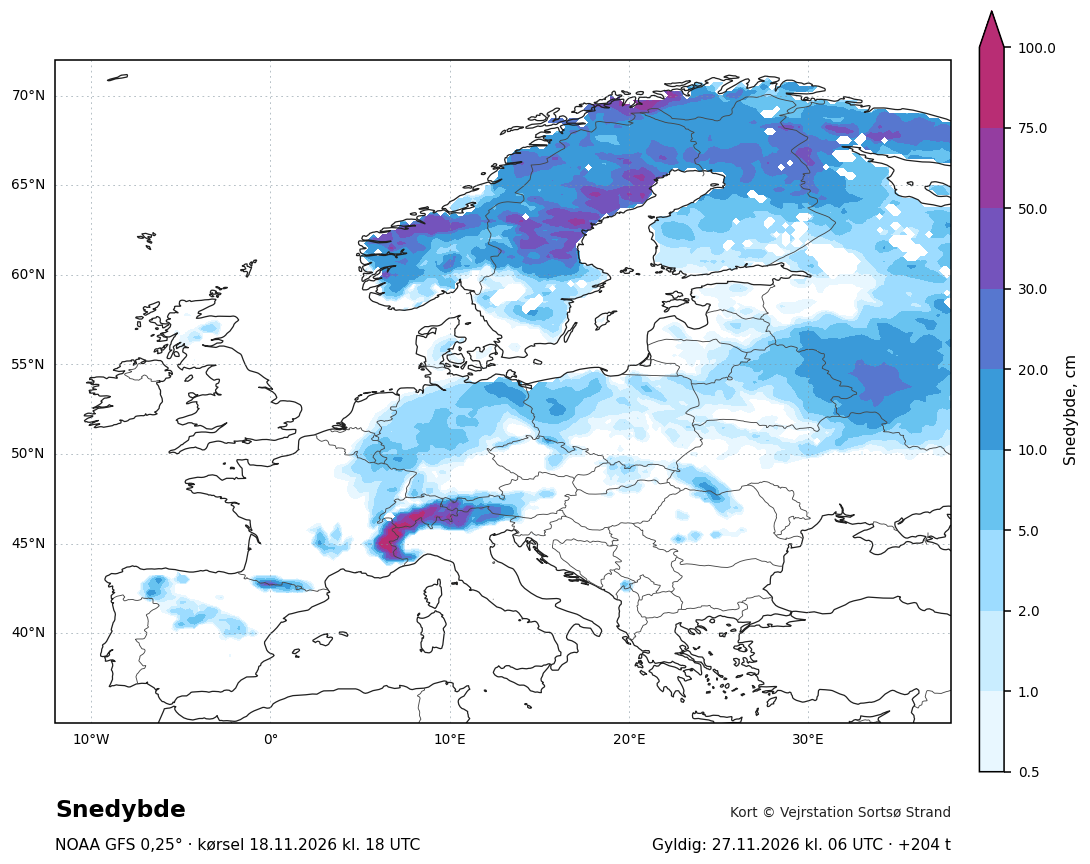 100.0
75.0
50.0
30.0
20.0
10.0
5.0
2.0
1.0
0.5
Snedybde, cm
70°N
65°N
60°N
55°N
50°N
45°N
40°N
10°W 0° 10°E 20°E 30°E
Snedybde
Kort © Vejrstation Sortsø Strand
NOAA GFS 0,25° · kørsel 18.11.2026 kl. 18 UTC
Gyldig: 27.11.2026 kl. 06 UTC · +204 t